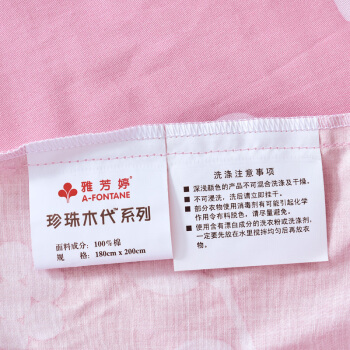 雅芳婷
A-FONTANE
珍珠木代系列
面料成分：100%棉
规　　格：180cm x 200cm
洗涤注意事项
■ 深浅颜色的产品不可混合洗涤及干燥。
■ 不可浸洗，洗后请立即挂干。
■ 部分衣物使用消毒剂有可能引起化学
作用令布料脱色，请尽量避免。
■ 使用含有漂白成分的洗衣粉或洗涤剂，
一定要先放在水里搅拌均匀后再放衣物。